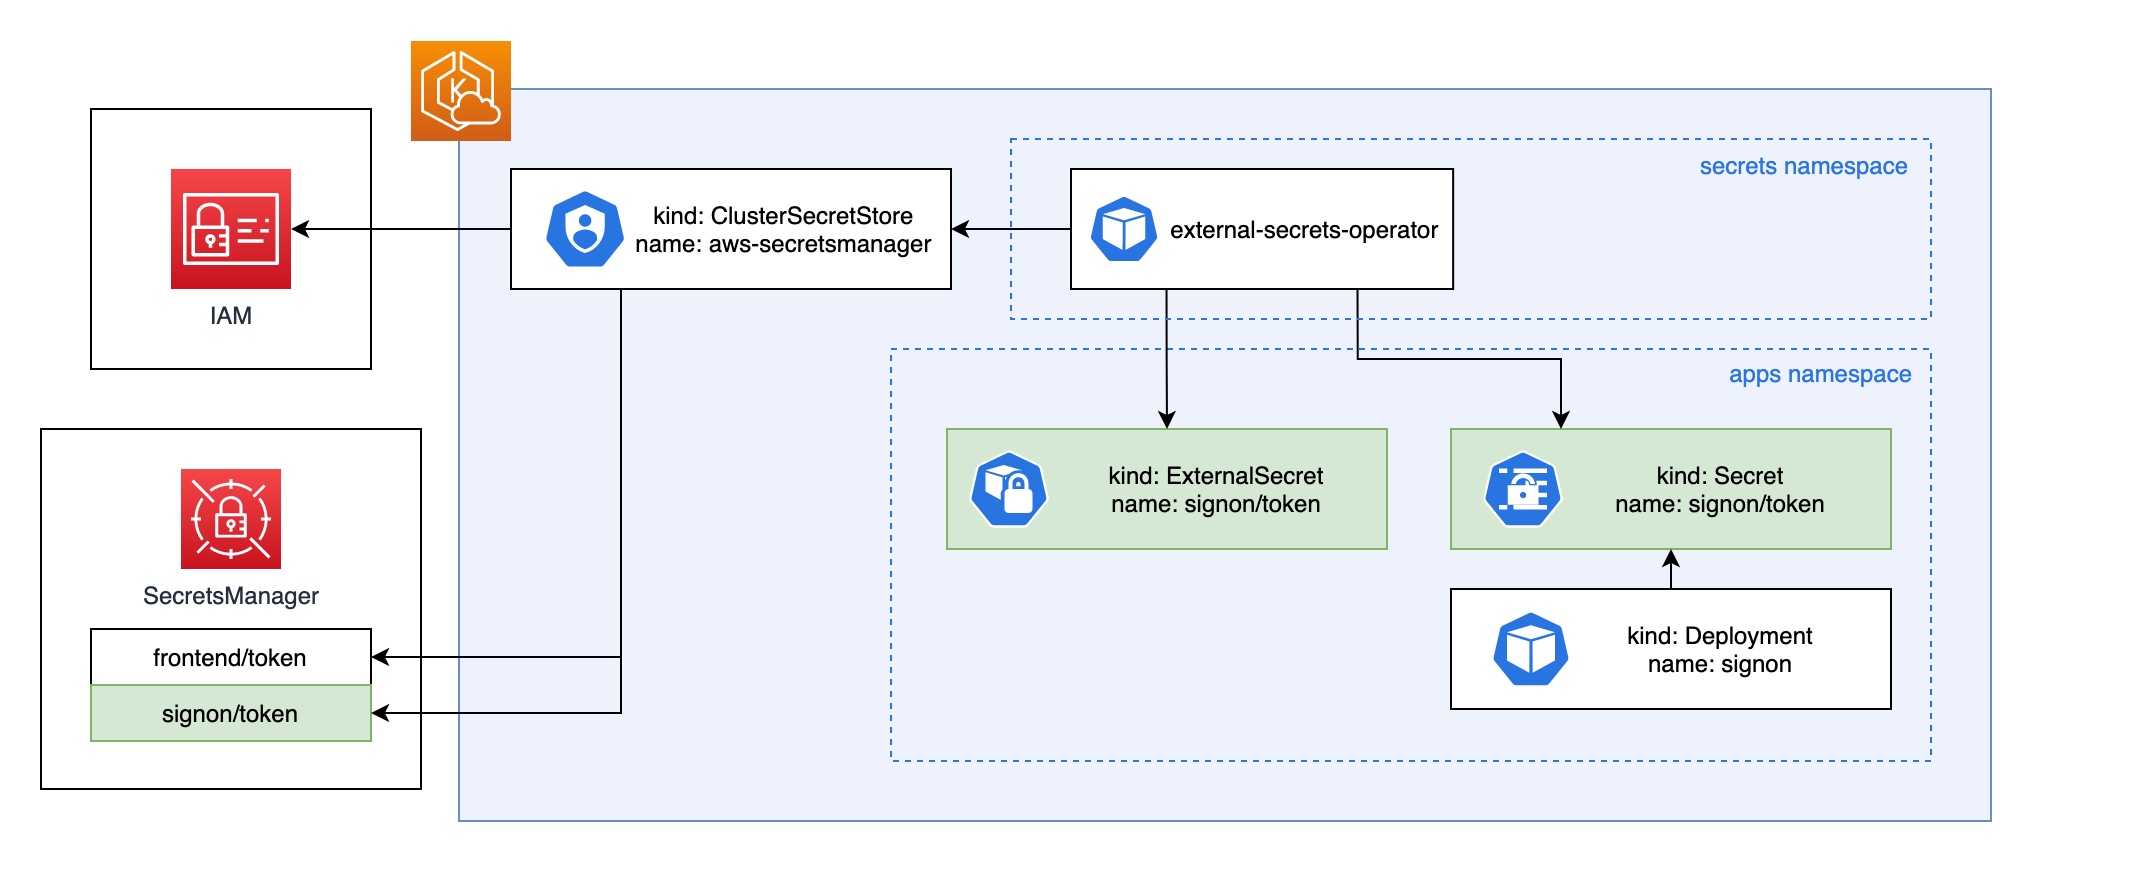 secrets namespace
kind: ClusterSecretStore
name: aws-secretsmanager
external-secrets-operator
IAM
apps namespace
kind: ExternalSecret
name: signon/token
kind: Secret
name: signon/token
SecretsManager
frontend/token
signon/token
kind: Deployment
name: signon
K